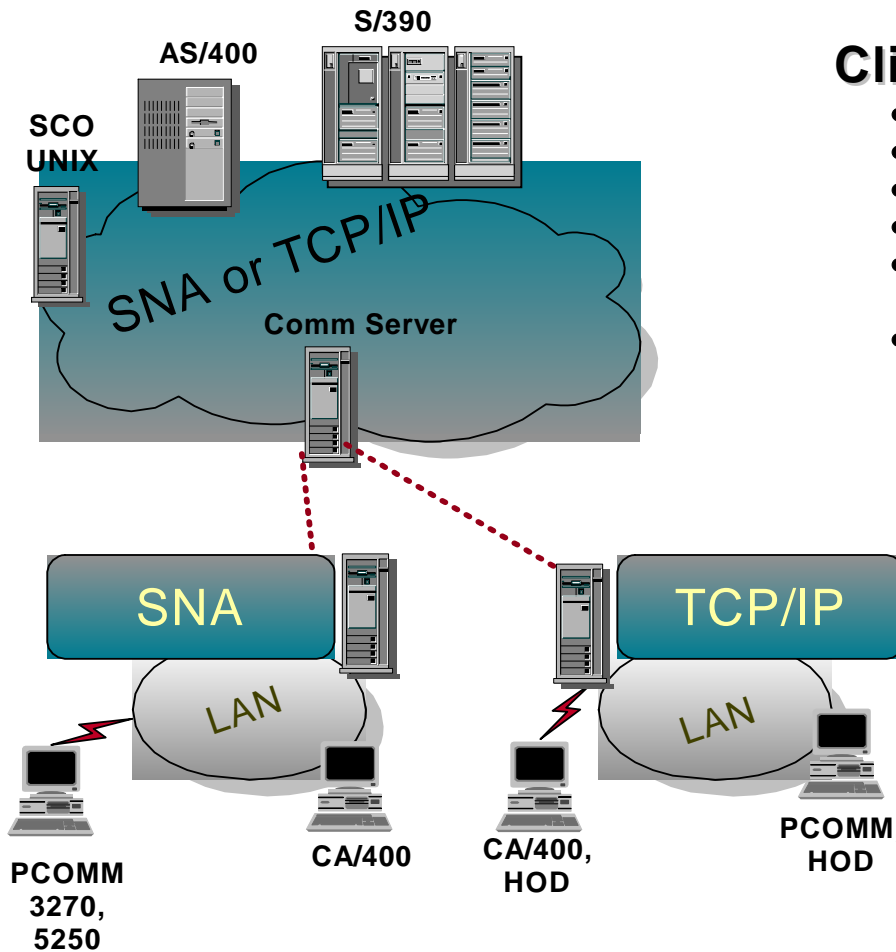 S/390
AS/400
Cli
SCO
UNIX
SNA or TCP/IP
Comm Server
SNA
TCP/IP
LAN
LAN
CA/400
CA/400,
HOD
PCOMM
HOD
PCOMM
3270,
5250